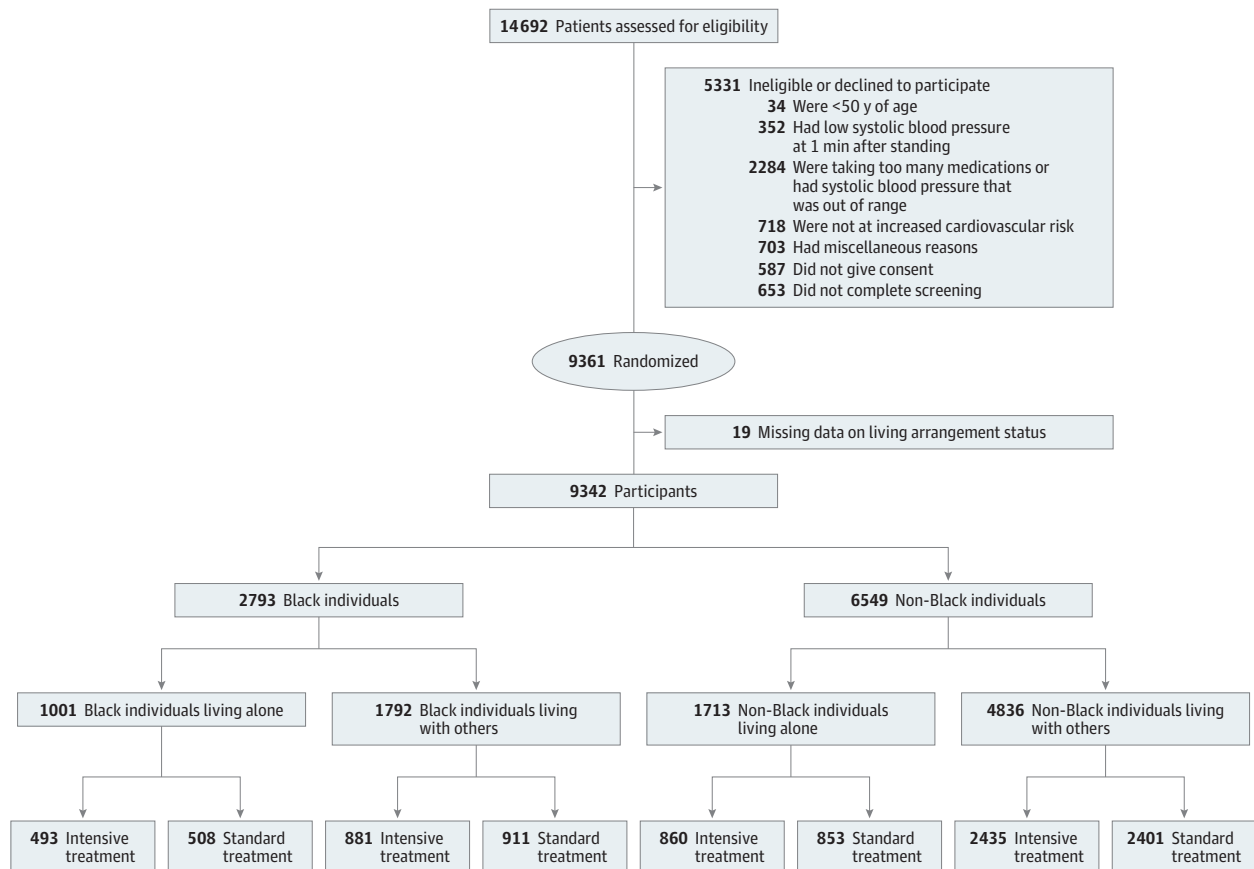 14692 Patients assessed for eligibility
5331 Ineligible or declined to participate
34 Were <50 y of age
352 Had low systolic blood pressure
at 1 min after standing
2284 Were taking too many medications or
had systolic blood pressure that
was out of range
718 Were not at increased cardiovascular risk
703 Had miscellaneous reasons
587 Did not give consent
653 Did not complete screening
9361 Randomized
19 Missing data on living arrangement status
9342 Participants
2793 Black individuals
6549 Non-Black individuals
1001 Black individuals living alone
1792 Black individuals living
with others
1713 Non-Black individuals
living alone
4836 Non-Black individuals living
with others
493 Intensive
treatment
508 Standard
treatment
881 Intensive
treatment
911 Standard
treatment
860 Intensive
treatment
853 Standard
treatment
2435 Intensive
treatment
2401 Standard
treatment